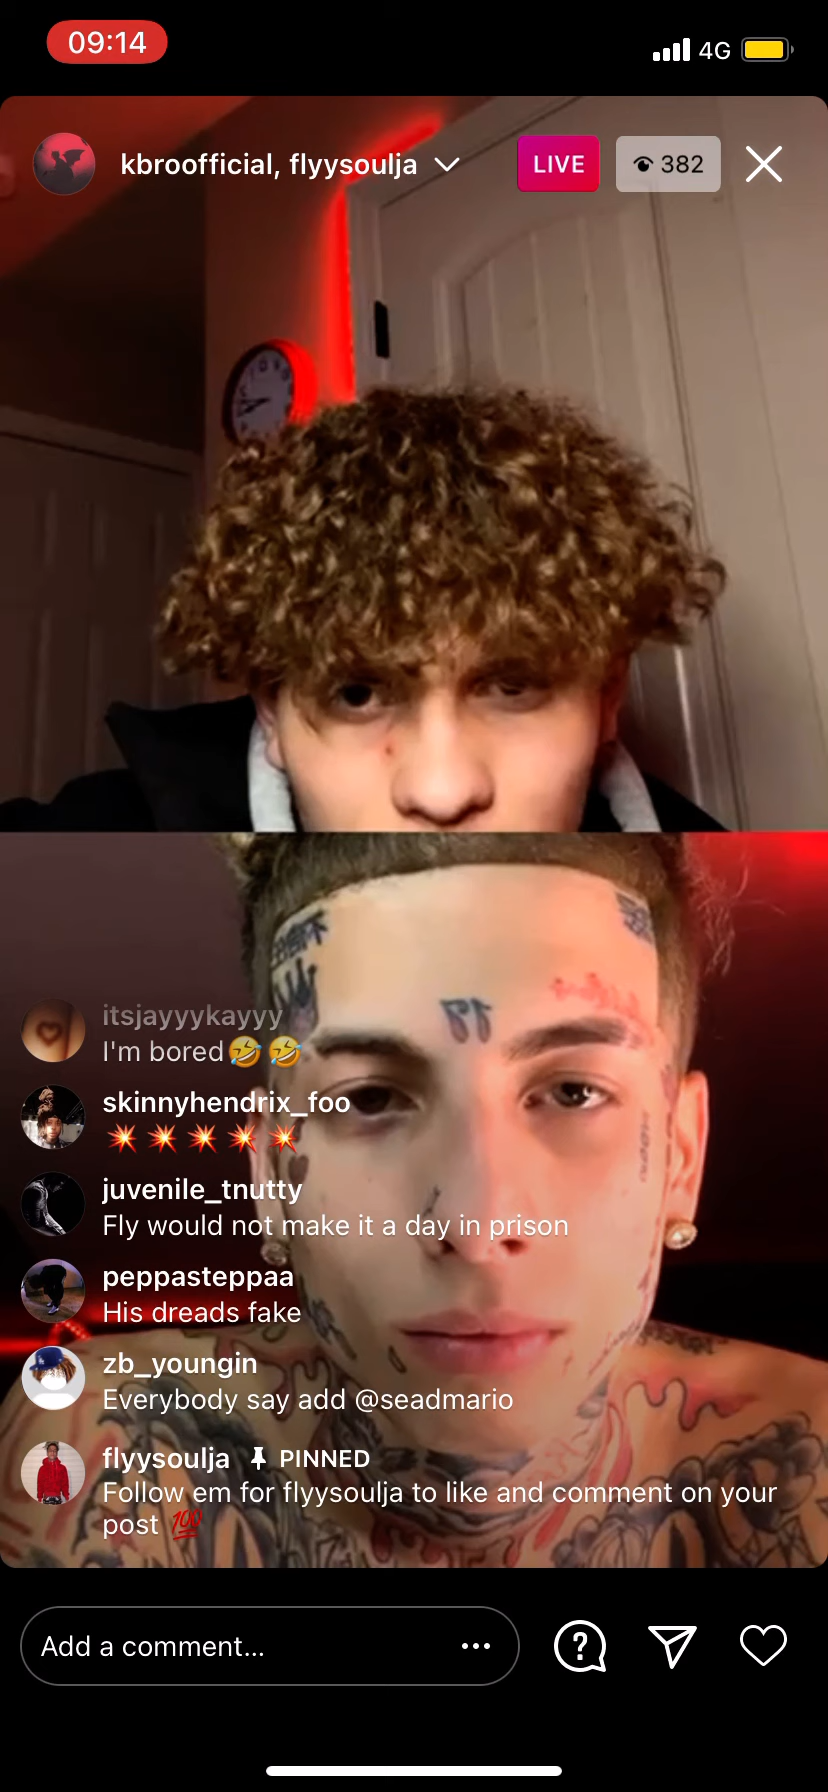 09:14
4G
kbroofficial, flyysoulja
LIVE
382
itsjayyykayyy
I'm bored🤣🤣
skinnyhendrix_foo
💥💥💥💥💥
juvenile_tnutty
Fly would not make it a day in prison
peppasteppaa
His dreads fake
zb_youngin
Everybody say add @seadmario
flyysoulja PINNED
Follow em for flyysoulja to like and comment on your
post 💯
Add a comment...